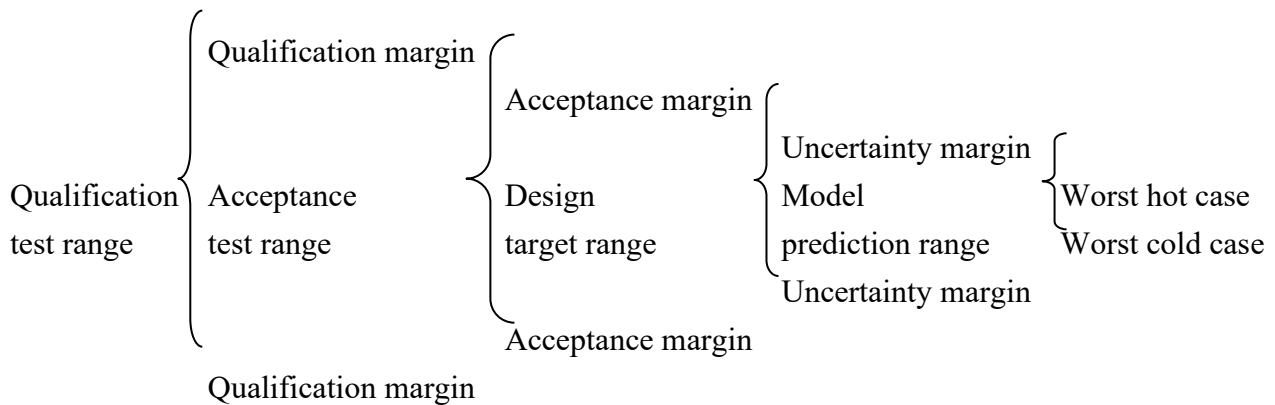 Qualification margin
Acceptance margin
Uncertainty margin
Qualification Acceptance Design Model Worst hot case
test range test range target range prediction range Worst cold case
Uncertainty margin
Acceptance margin
Qualification margin